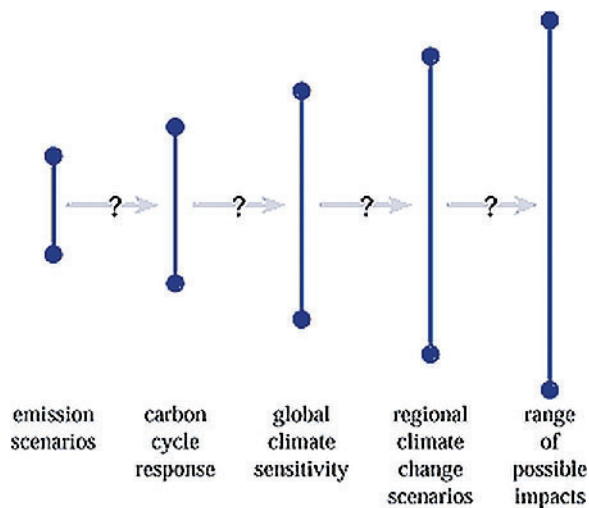 ?
?
?
?
emission
scenarios
carbon
cycle
response
global
climate
sensitivity
regional
climate
change
scenarios
range
of
possible
impacts